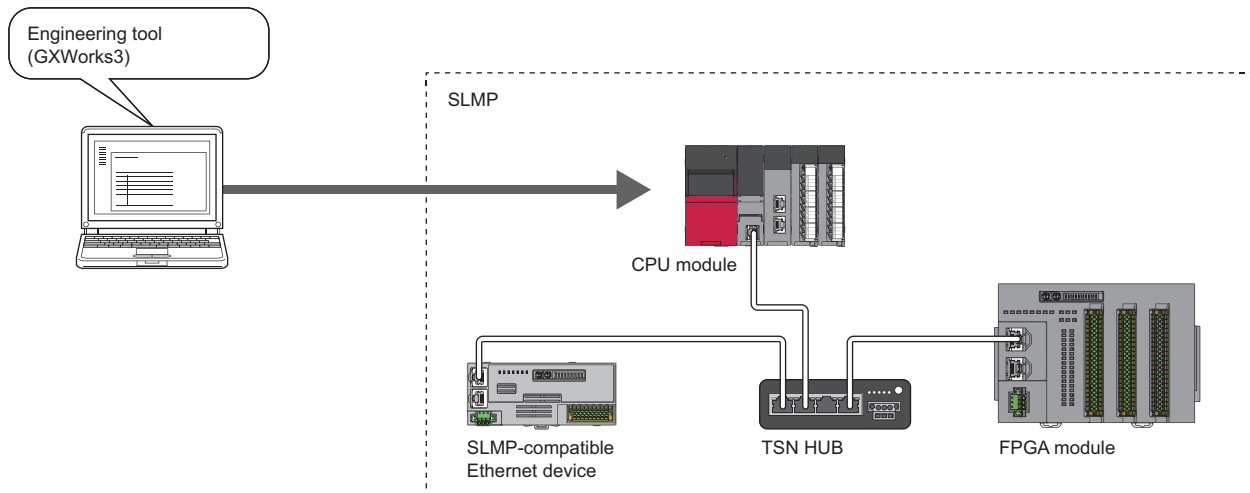 Engineering tool
(GXWorks3)
SLMP
CPU module
SLMP-compatible
Ethernet device
TSN HUB
FPGA module